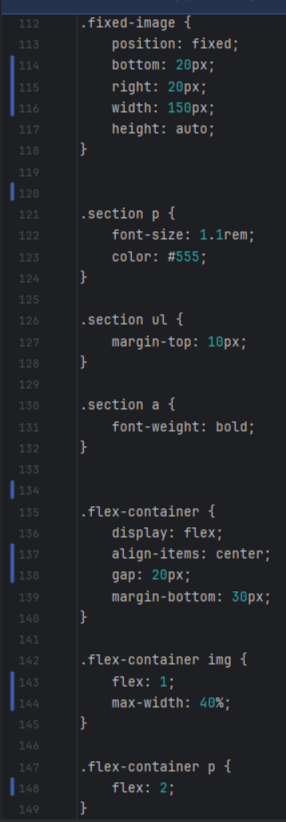 112 .fixed-image {
113     position: fixed;
114     bottom: 20px;
115     right: 20px;
116     width: 150px;
117     height: auto;
118 }
119
120
121 .section p {
122     font-size: 1.1rem;
123     color: #555;
124 }
125
126 .section ul {
127     margin-top: 10px;
128 }
129
130 .section a {
131     font-weight: bold;
132 }
133
134
135 .flex-container {
136     display: flex;
137     align-items: center;
138     gap: 20px;
139     margin-bottom: 30px;
140 }
141
142 .flex-container img {
143     flex: 1;
144     max-width: 40%;
145 }
146
147 .flex-container p {
148     flex: 2;
149 }